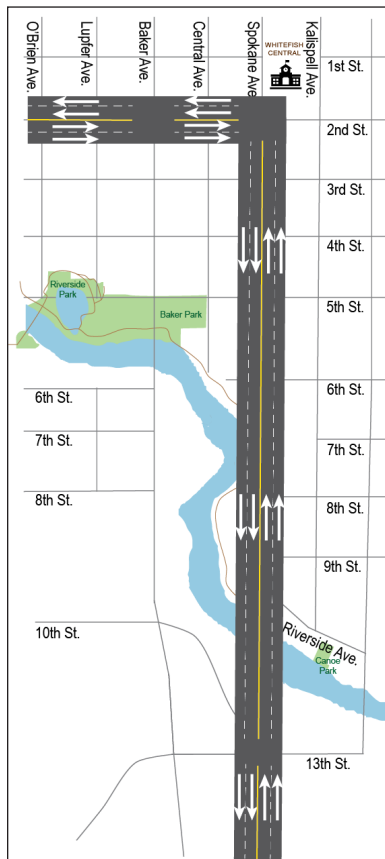 O'Brien Ave.
Lupfer Ave.
Baker Ave.
Central Ave.
Spokane Ave.
Kalispell Ave.
WHITEFISH
CENTRAL
1st St.
2nd St.
3rd St.
4th St.
Riverside
Park
Baker Park
5th St.
6th St.
6th St.
7th St.
7th St.
8th St.
8th St.
9th St.
10th St.
Riverside Ave.
Canoe
Park
13th St.